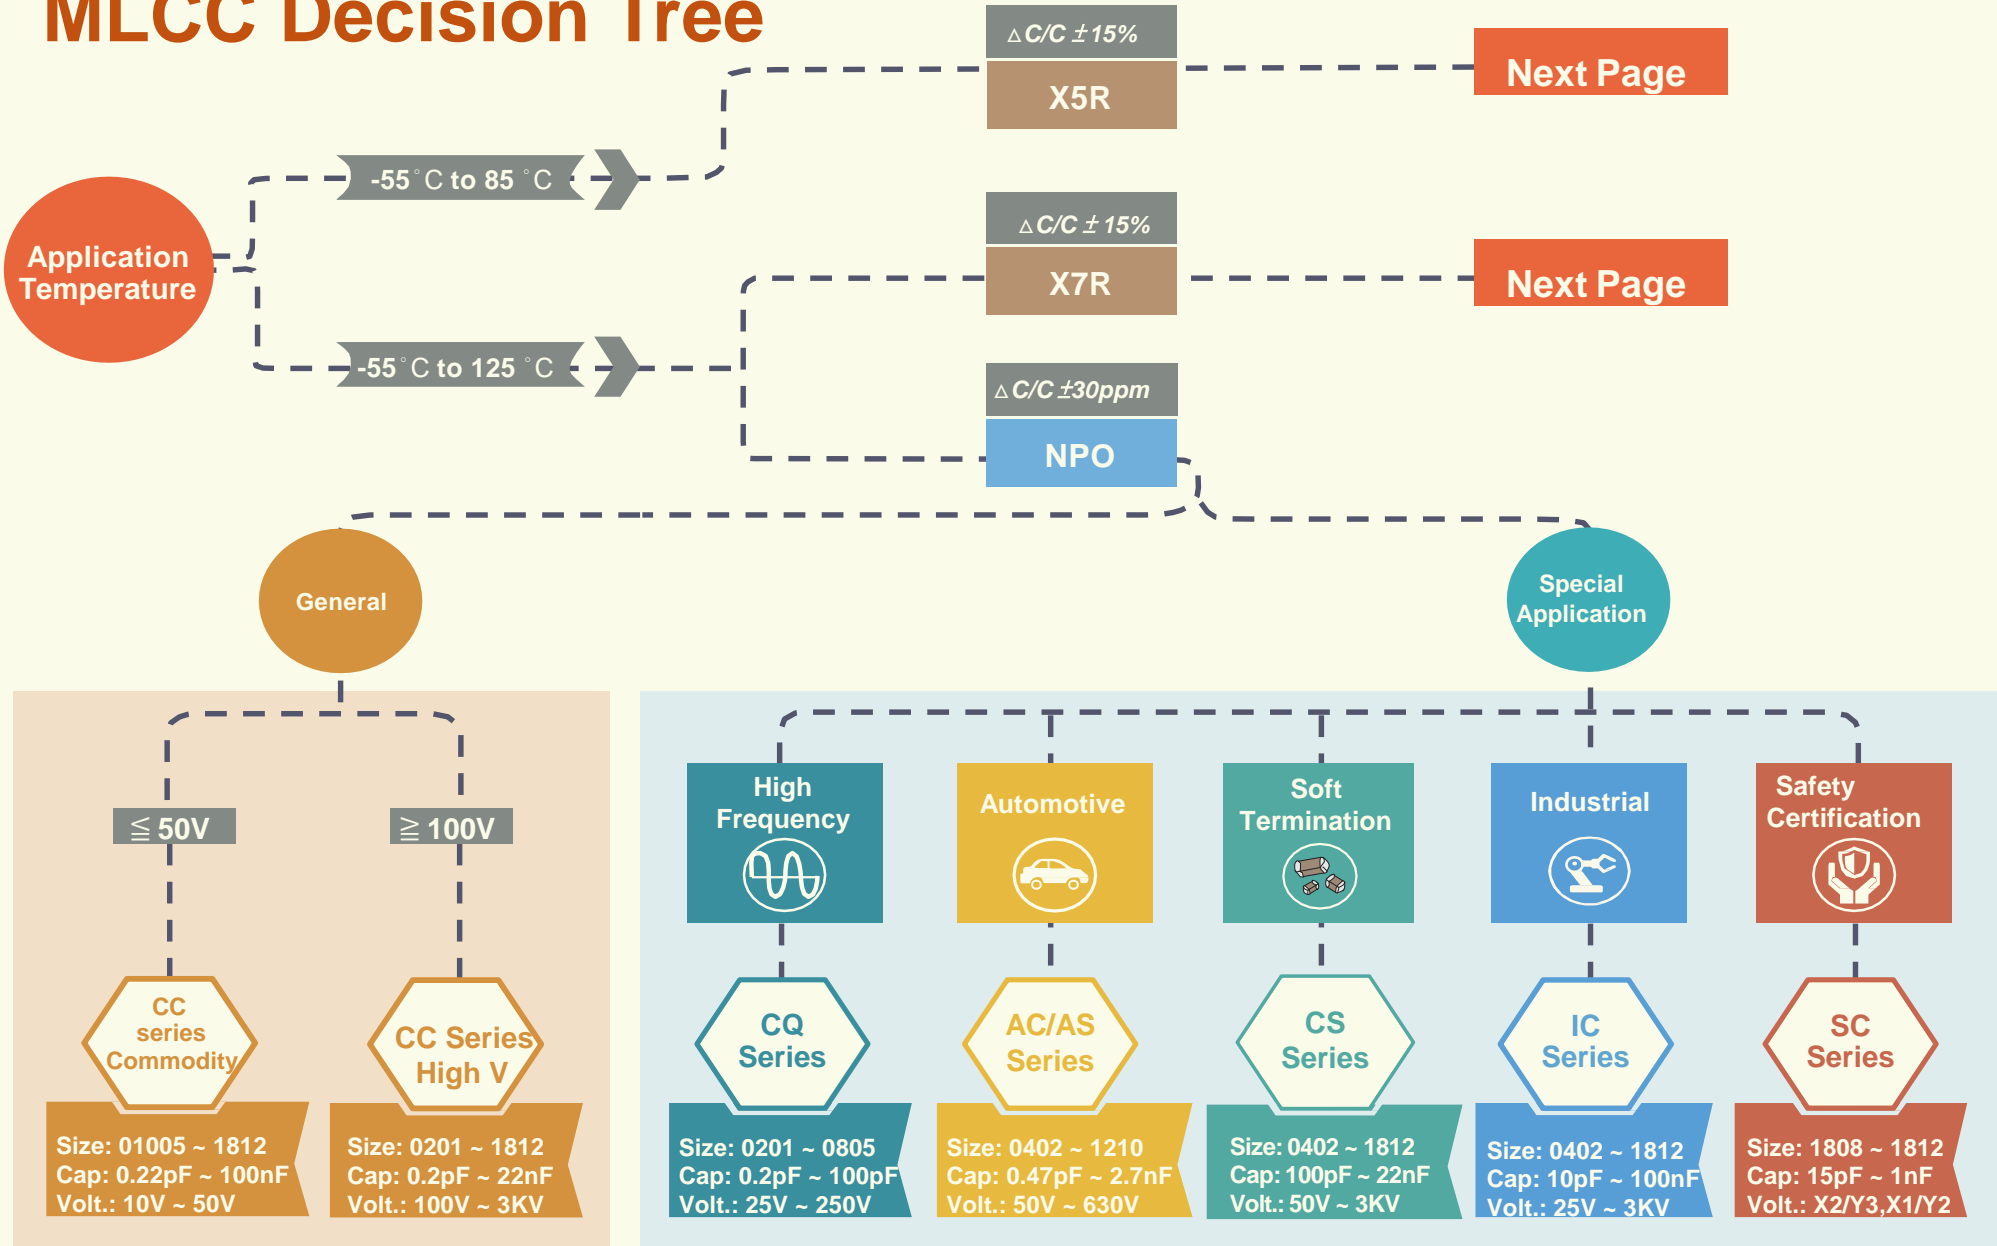 MLCC Decision Tree
△C/C ±15%
X5R
Next Page
-55°C to 85 °C
Application
Temperature
△C/C ± 15%
X7R
Next Page
-55°C to 125 °C
△C/C ±30ppm
NPO
General
Special
Application
≦ 50V
≧ 100V
High
Frequency
Automotive
Soft
Termination
Industrial
Safety
Certification
CC
series
Commodity
CC Series
High V
CQ
Series
AC/AS
Series
CS
Series
IC
Series
SC
Series
Size: 01005 ~ 1812
Cap: 0.22pF ~ 100nF
Volt.: 10V ~ 50V
Size: 0201 ~ 1812
Cap: 0.2pF ~ 22nF
Volt.: 100V ~ 3KV
Size: 0201 ~ 0805
Cap: 0.2pF ~ 100pF
Volt.: 25V ~ 250V
Size: 0402 ~ 1210
Cap: 0.47pF ~ 2.7nF
Volt.: 50V ~ 630V
Size: 0402 ~ 1812
Cap: 100pF ~ 22nF
Volt.: 50V ~ 3KV
Size: 0402 ~ 1812
Cap: 10pF ~ 100nF
Volt.: 25V ~ 3KV
Size: 1808 ~ 1812
Cap: 15pF ~ 1nF
Volt.: X2/Y3,X1/Y2